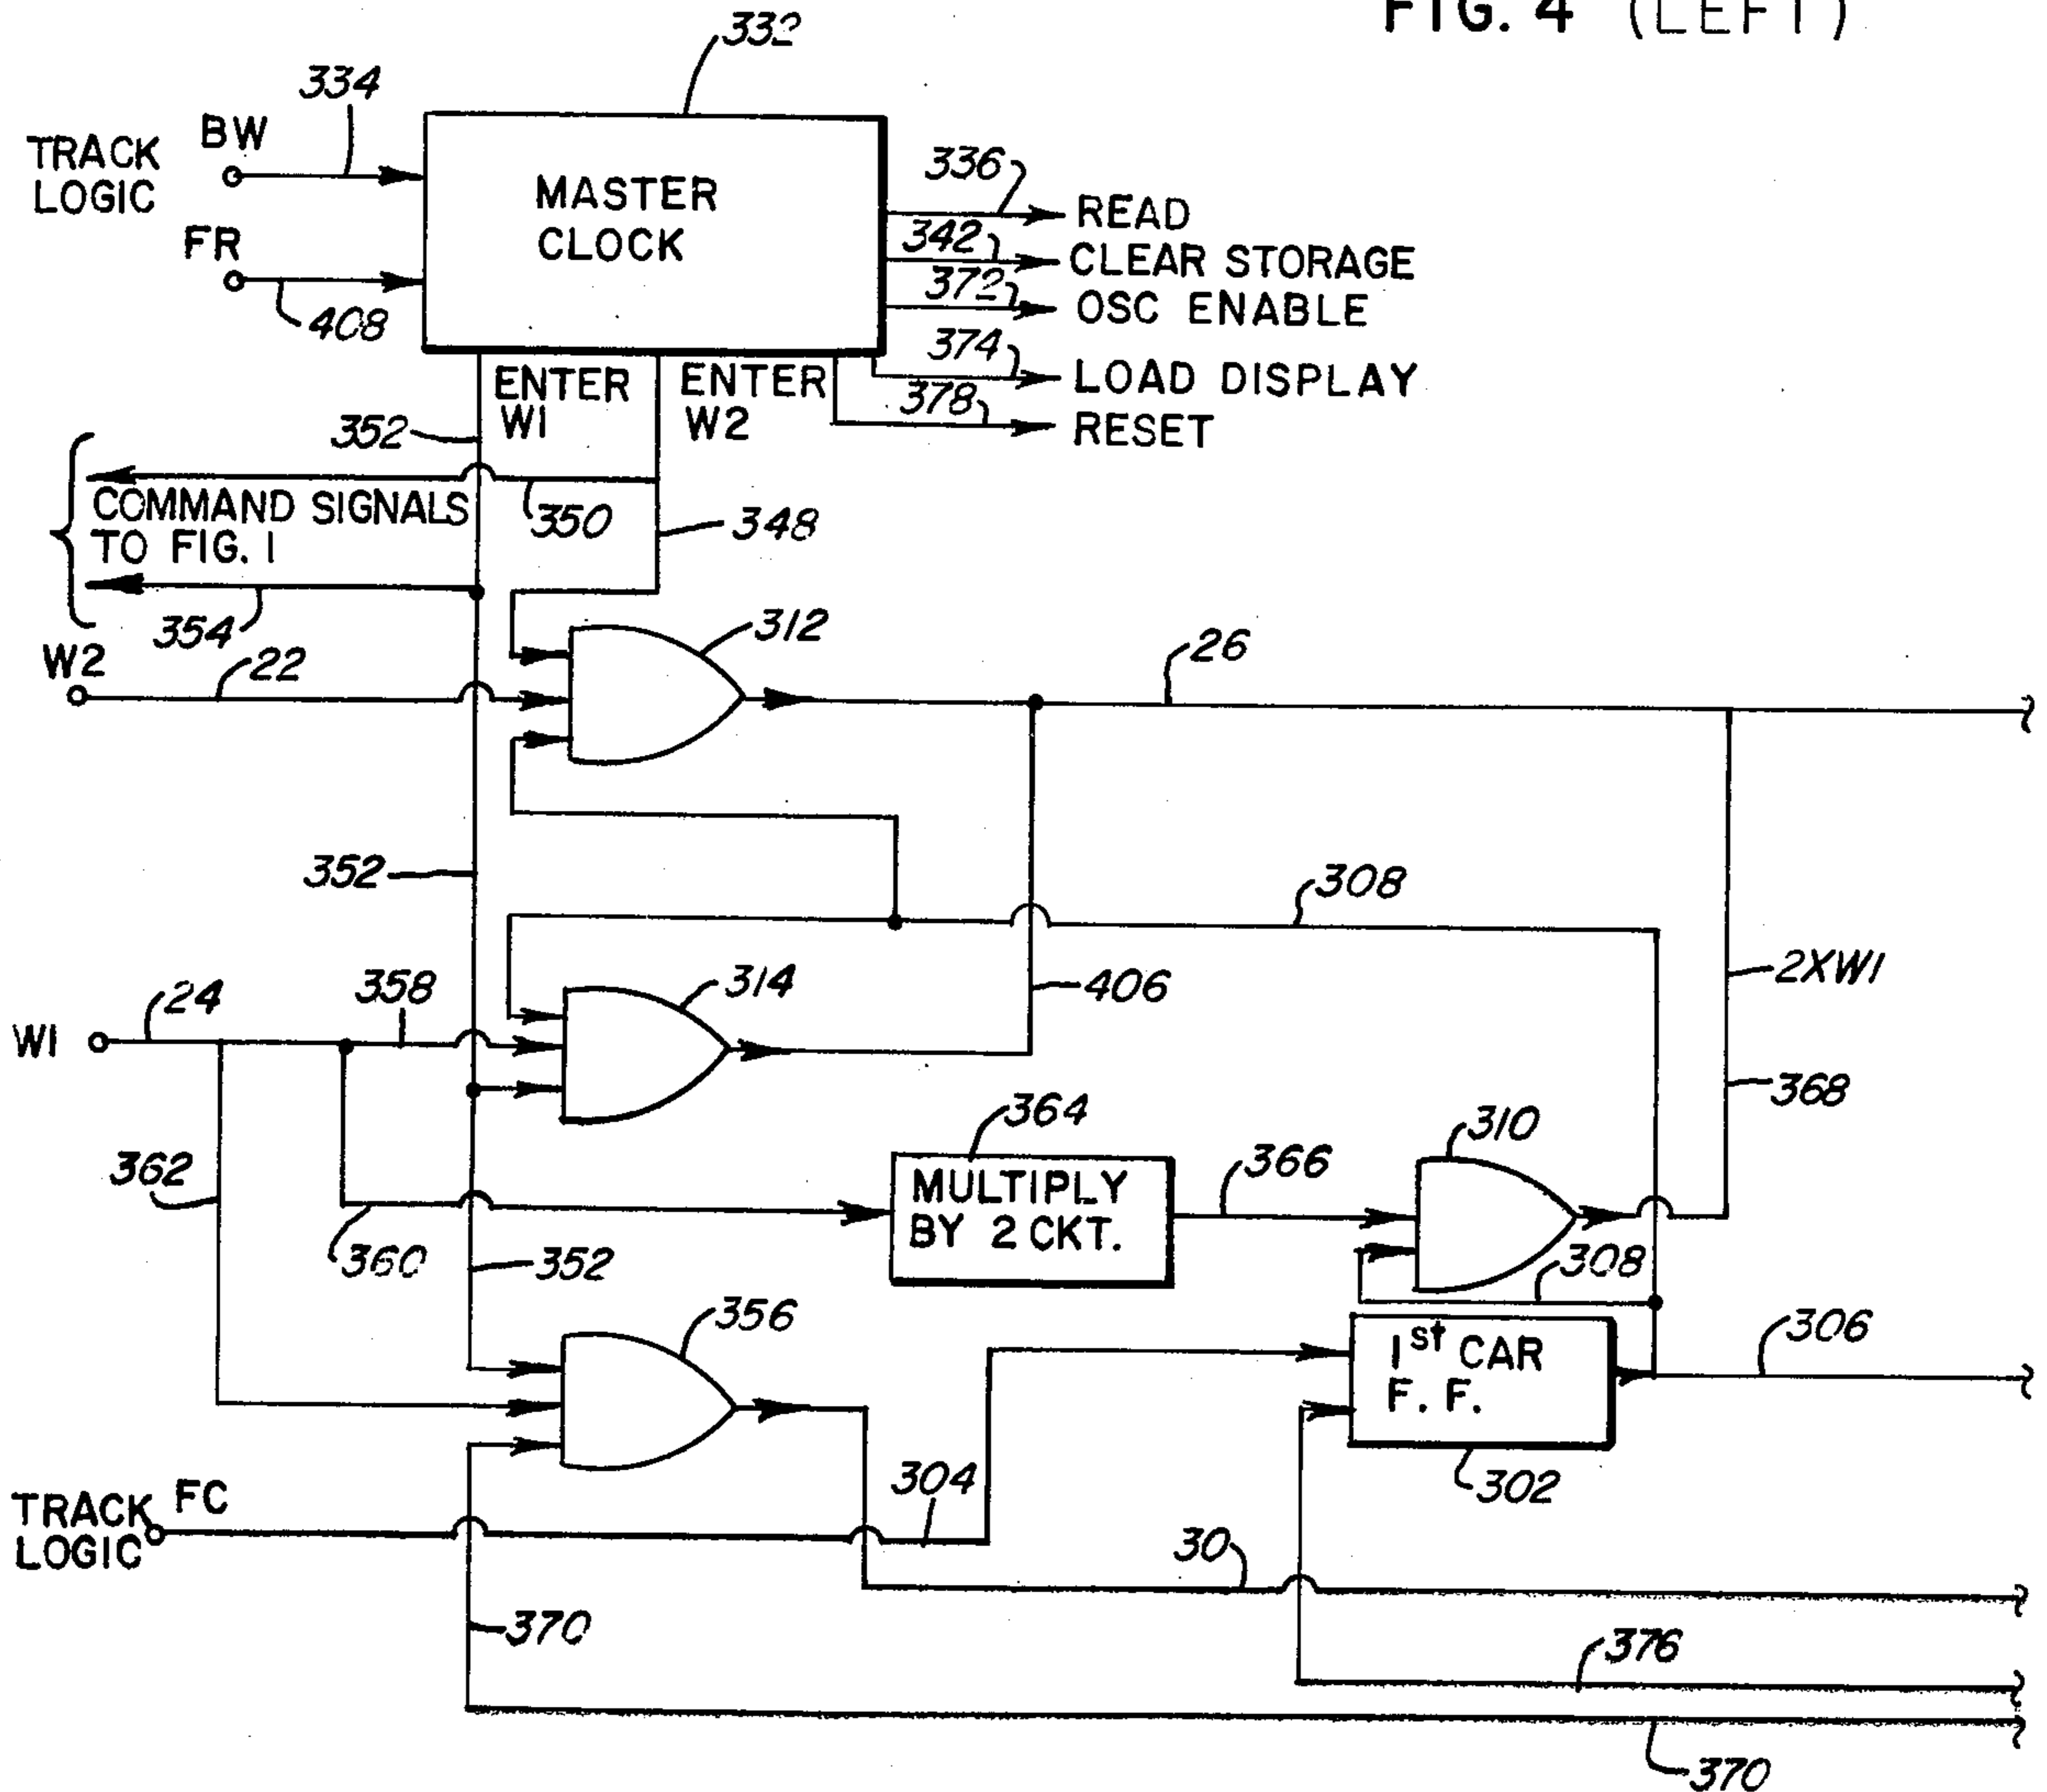 FIG. 4 (LEFT)
332
334
TRACK
LOGIC
BW
FR
408
MASTER
CLOCK
336
READ
342
CLEAR STORAGE
372
OSC ENABLE
374
LOAD DISPLAY
378
RESET
ENTER
W1
ENTER
W2
352
COMMAND SIGNALS
TO FIG. 1
350
348
354
W2
22
312
26
352
308
2XW1
W1
24
358
314
406
368
362
364
310
MULTIPLY
BY 2 CKT.
366
360
352
308
356
1st CAR
F. F.
306
302
304
TRACK
LOGIC
FC
30
370
376
370